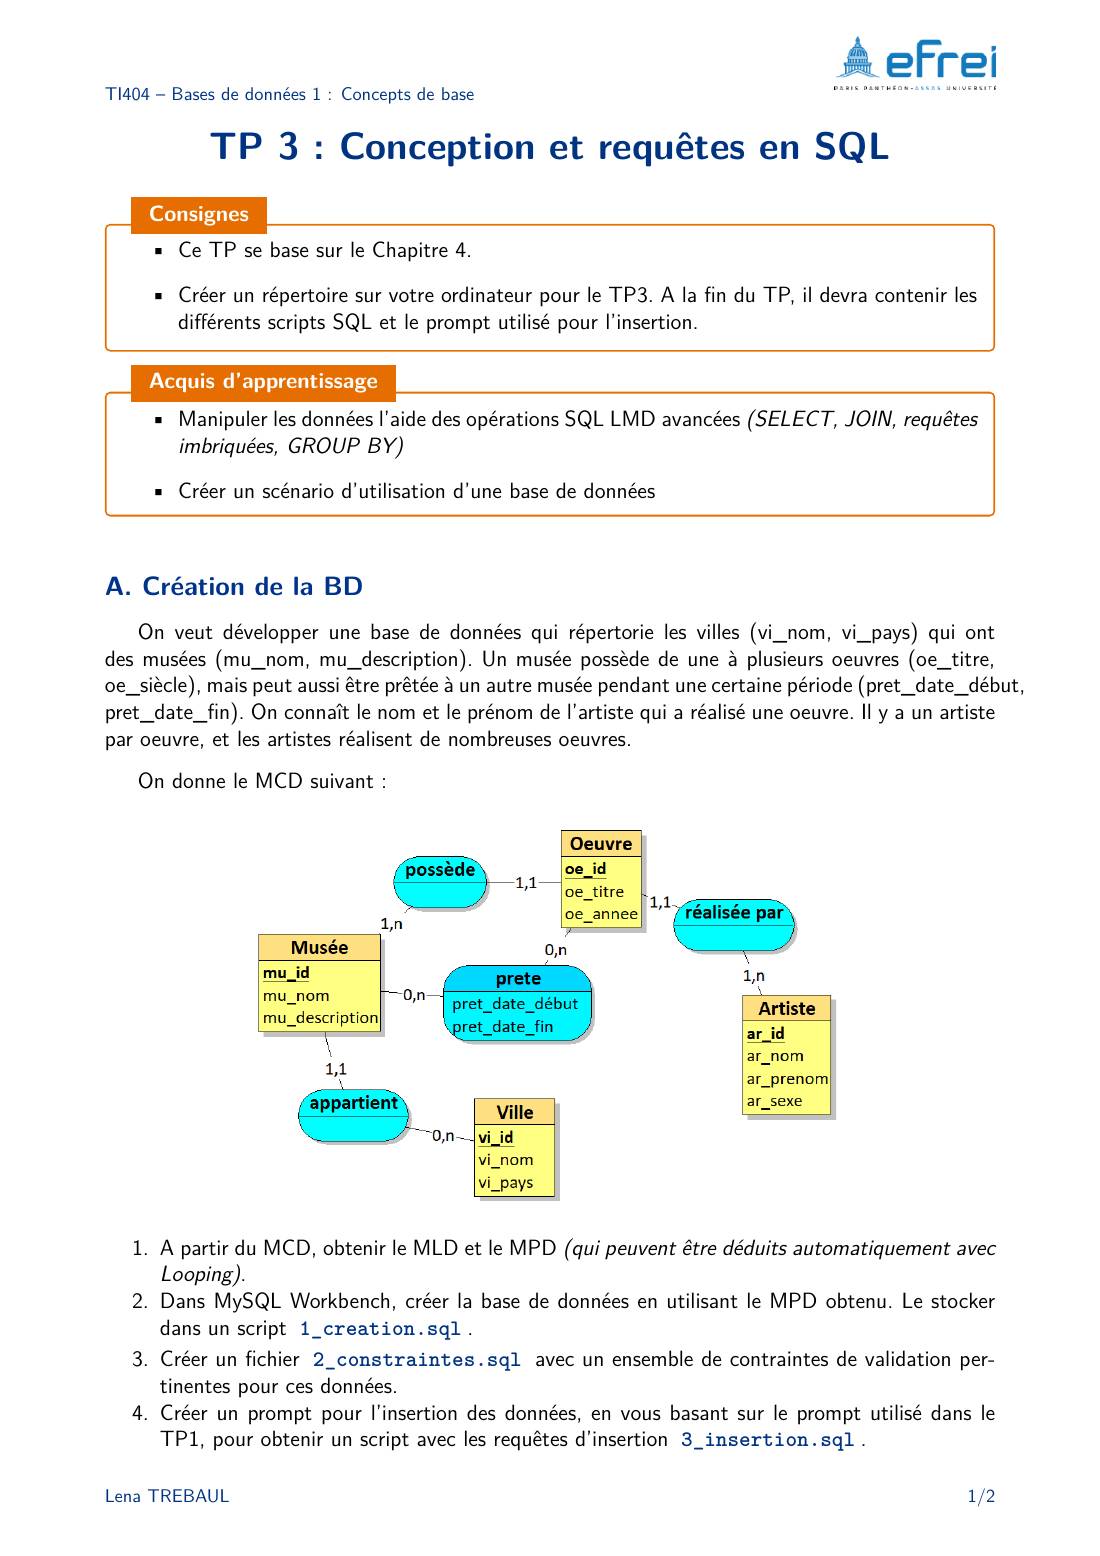 efrei
PARIS PANTHÉON-ASSAS UNIVERSITÉ
TI404 – Bases de données 1 : Concepts de base
TP 3 : Conception et requêtes en SQL
Consignes
▪ Ce TP se base sur le Chapitre 4.
▪ Créer un répertoire sur votre ordinateur pour le TP3. A la fin du TP, il devra contenir les
différents scripts SQL et le prompt utilisé pour l'insertion.
Acquis d'apprentissage
▪ Manipuler les données l'aide des opérations SQL LMD avancées (SELECT, JOIN, requêtes
imbriquées, GROUP BY)
▪ Créer un scénario d'utilisation d'une base de données
A. Création de la BD
On veut développer une base de données qui répertorie les villes (vi_nom, vi_pays) qui ont
des musées (mu_nom, mu_description). Un musée possède de une à plusieurs oeuvres (oe_titre,
oe_siècle), mais peut aussi être prêtée à un autre musée pendant une certaine période (pret_date_début,
pret_date_fin). On connaît le nom et le prénom de l'artiste qui a réalisé une oeuvre. Il y a un artiste
par oeuvre, et les artistes réalisent de nombreuses oeuvres.
On donne le MCD suivant :
Oeuvre
oe_id
oe_titre
oe_annee
possède
1,1
1,n
1,1
réalisée par
1,n
0,n
Musée
mu_id
mu_nom
mu_description
0,n
prete
pret_date_début
pret_date_fin
Artiste
ar_id
ar_nom
ar_prenom
ar_sexe
1,1
appartient
0,n
Ville
vi_id
vi_nom
vi_pays
1. A partir du MCD, obtenir le MLD et le MPD (qui peuvent être déduits automatiquement avec
Looping).
2. Dans MySQL Workbench, créer la base de données en utilisant le MPD obtenu. Le stocker
dans un script 1_creation.sql .
3. Créer un fichier 2_constraintes.sql avec un ensemble de contraintes de validation per-
tinentes pour ces données.
4. Créer un prompt pour l'insertion des données, en vous basant sur le prompt utilisé dans le
TP1, pour obtenir un script avec les requêtes d'insertion 3_insertion.sql .
Lena TREBAUL
1/2